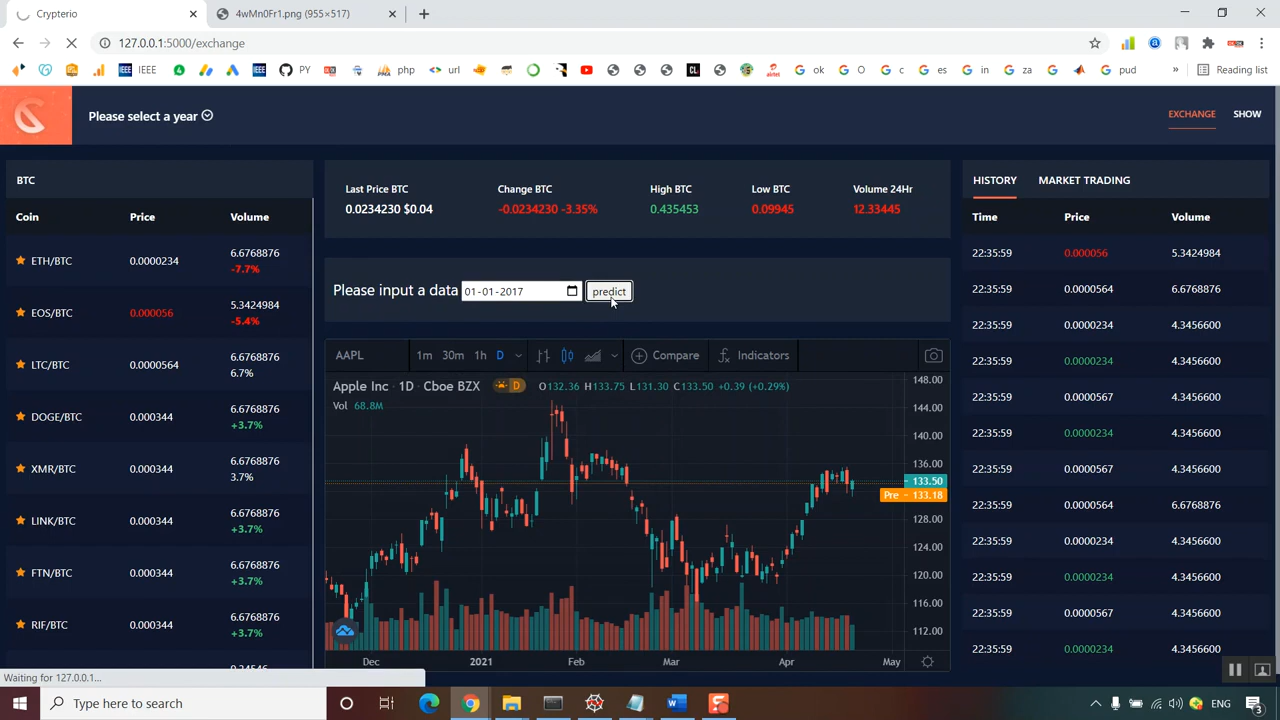 Crypterio
4wMn0Fr1.png (955×517)
127.0.0.1:5000/exchange
IEEE
PY
php
url
ok
O
c
es
in
za
pud
»
Reading list
Please select a year
EXCHANGE
SHOW
BTC
Coin Price Volume
ETH/BTC 0.0000234 6.6768876
-7.7%
EOS/BTC 0.000056 5.3424984
-5.4%
LTC/BTC 0.0000564 6.6768876
6.7%
DOGE/BTC 0.000344 6.6768876
+3.7%
XMR/BTC 0.000344 6.6768876
3.7%
LINK/BTC 0.000344 6.6768876
+3.7%
FTN/BTC 0.000344 6.6768876
+3.7%
RIF/BTC 0.000344 6.6768876
+3.7%
Last Price BTC Change BTC High BTC Low BTC Volume 24Hr
0.0234230 $0.04 -0.0234230 -3.35% 0.435453 0.09945 12.33445
Please input a data 01-01-2017 predict
AAPL 1m 30m 1h D Compare Indicators
Apple Inc · 1D · Cboe BZX D O132.36 H133.75 L131.30 C133.50 +0.39 (+0.29%)
Vol 68.8M
148.00
144.00
140.00
136.00
133.50
Pre – 133.18
128.00
124.00
120.00
116.00
112.00
Dec 2021 Feb Mar Apr May
HISTORY MARKET TRADING
Time Price Volume
22:35:59 0.000056 5.3424984
22:35:59 0.0000564 6.6768876
22:35:59 0.0000234 4.3456600
22:35:59 0.0000234 4.3456600
22:35:59 0.0000567 4.3456600
22:35:59 0.0000234 4.3456600
22:35:59 0.0000567 4.3456600
22:35:59 0.0000564 6.6768876
22:35:59 0.0000234 4.3456600
22:35:59 0.0000234 4.3456600
22:35:59 0.0000567 4.3456600
22:35:59 0.0000234 4.3456600
Waiting for 127.0.0.1...
Type here to search
ENG
3